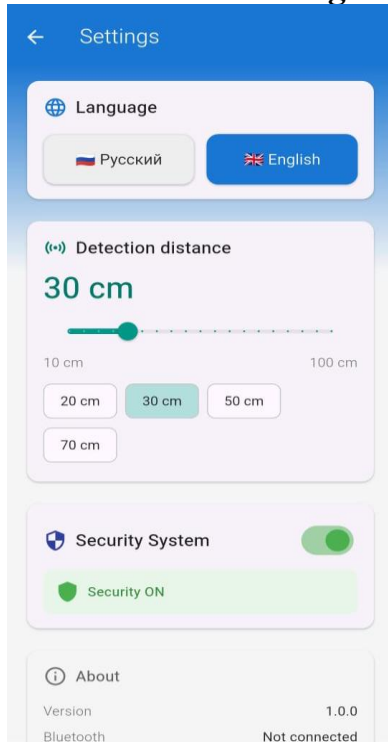 Settings
Language
Русский
English
Detection distance
30 cm
10 cm 100 cm
20 cm 30 cm 50 cm
70 cm
Security System
Security ON
About
Version 1.0.0
Bluetooth Not connected